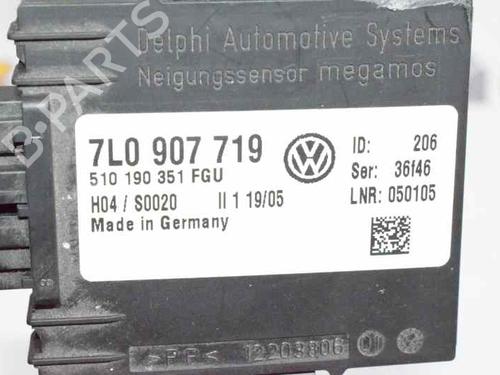 Delphi Automotive Systems
Neigungssensor megamos
7L0 907 719
ID: 206
510 190 351 FGU
Ser: 36f46
H04 / S0020 II 1 19/05
LNR: 050105
Made in Germany
>PP< 12203806
B-PARTS